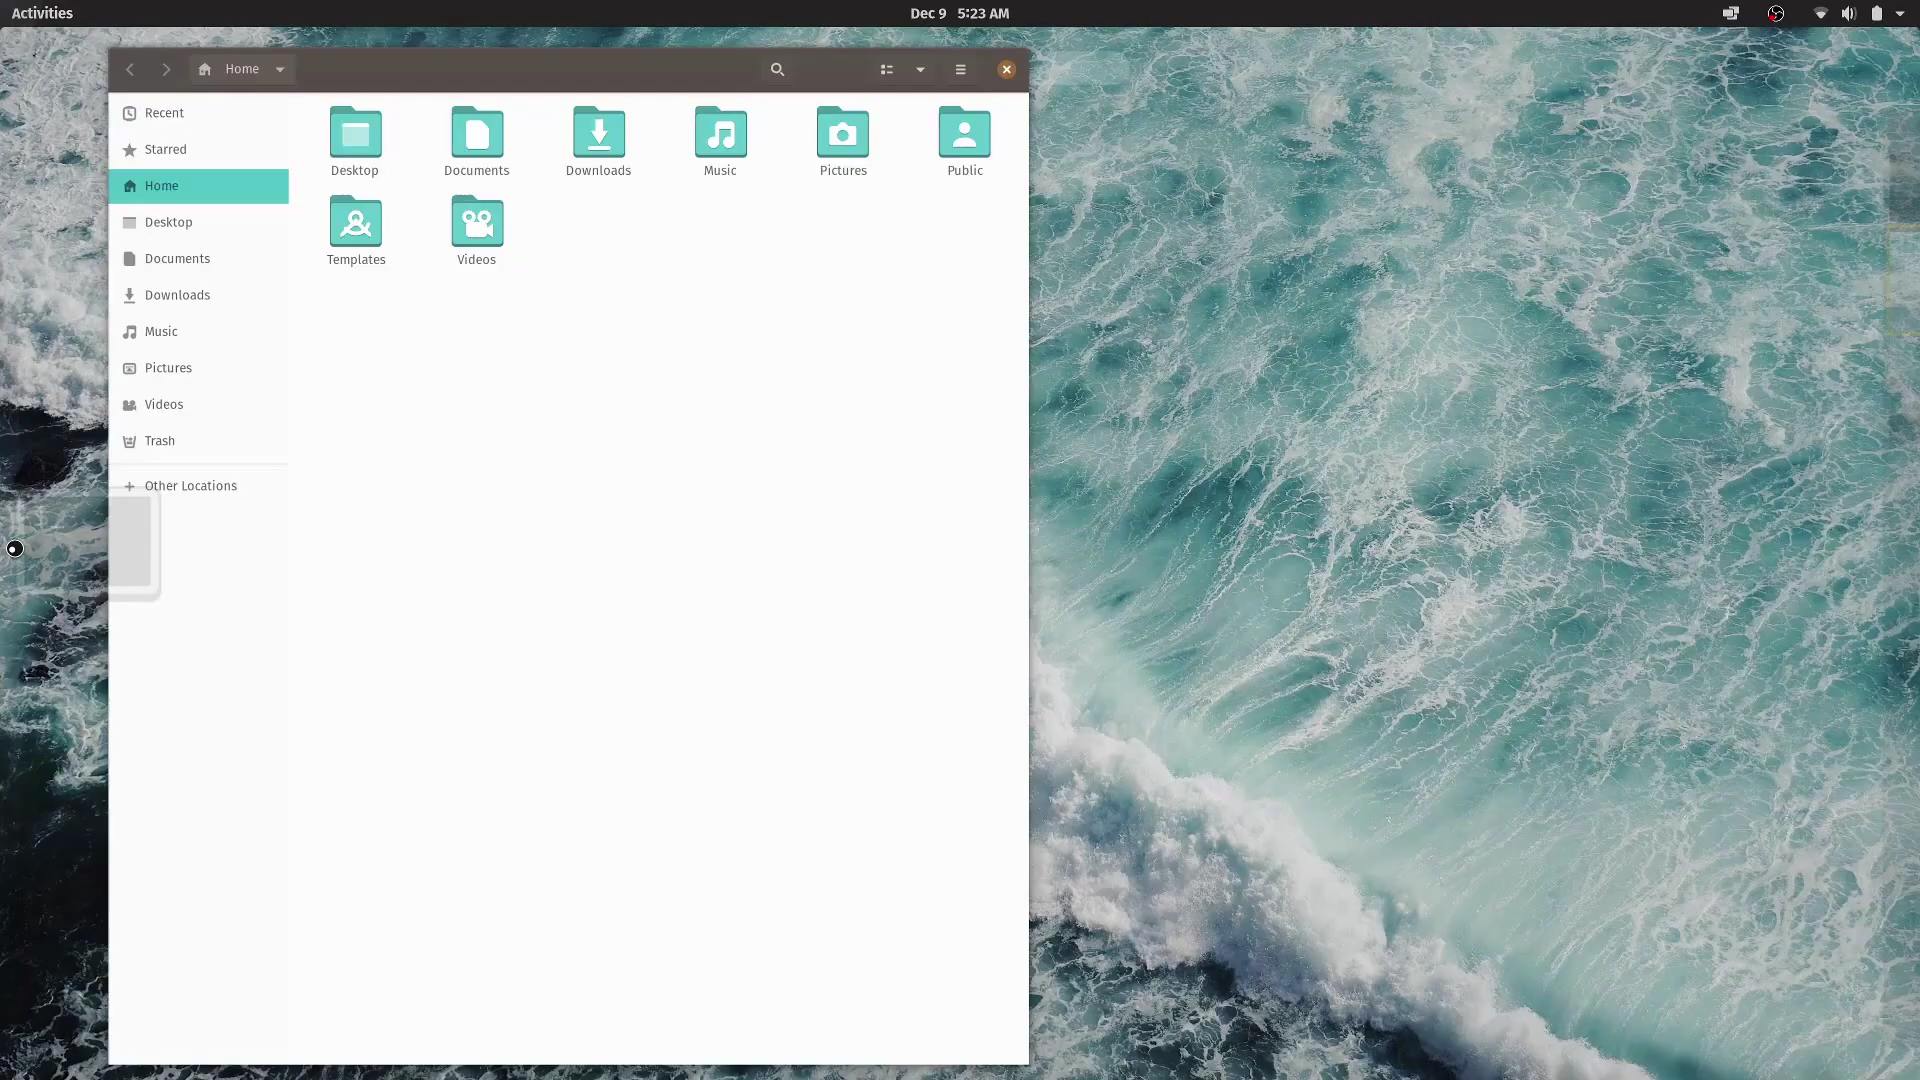 Activities
Dec 9 5:23 AM
Home
Recent
Starred
Home
Desktop
Documents
Downloads
Music
Pictures
Videos
Trash
Other Locations
Desktop
Documents
Downloads
Music
Pictures
Public
Templates
Videos